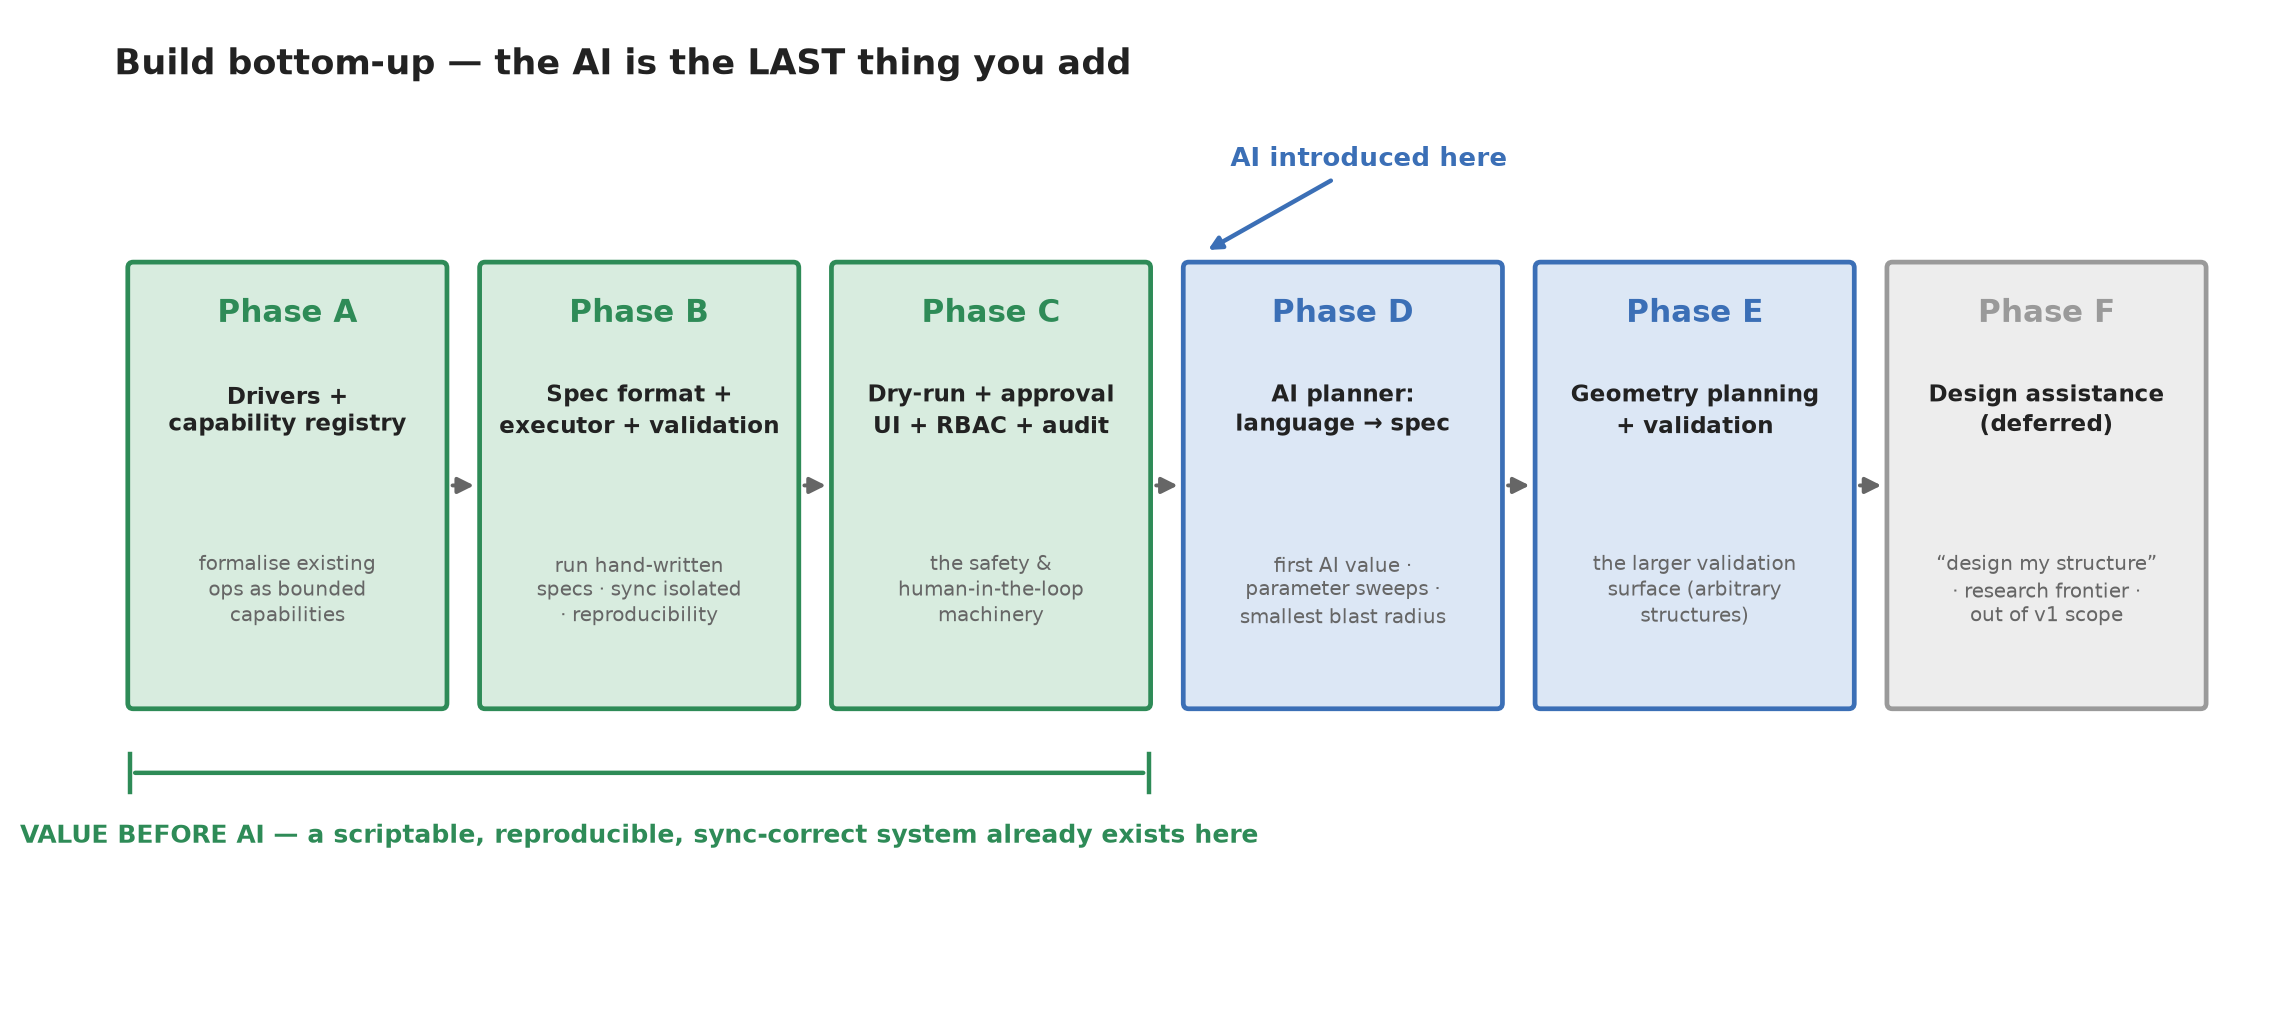 Build bottom-up — the AI is the LAST thing you add
AI introduced here
Phase A
Drivers +
capability registry
formalise existing
ops as bounded
capabilities
Phase B
Spec format +
executor + validation
run hand-written
specs · sync isolated
· reproducibility
Phase C
Dry-run + approval
UI + RBAC + audit
the safety &
human-in-the-loop
machinery
Phase D
AI planner:
language → spec
first AI value ·
parameter sweeps ·
smallest blast radius
Phase E
Geometry planning
+ validation
the larger validation
surface (arbitrary
structures)
Phase F
Design assistance
(deferred)
“design my structure”
· research frontier ·
out of v1 scope
VALUE BEFORE AI — a scriptable, reproducible, sync-correct system already exists here